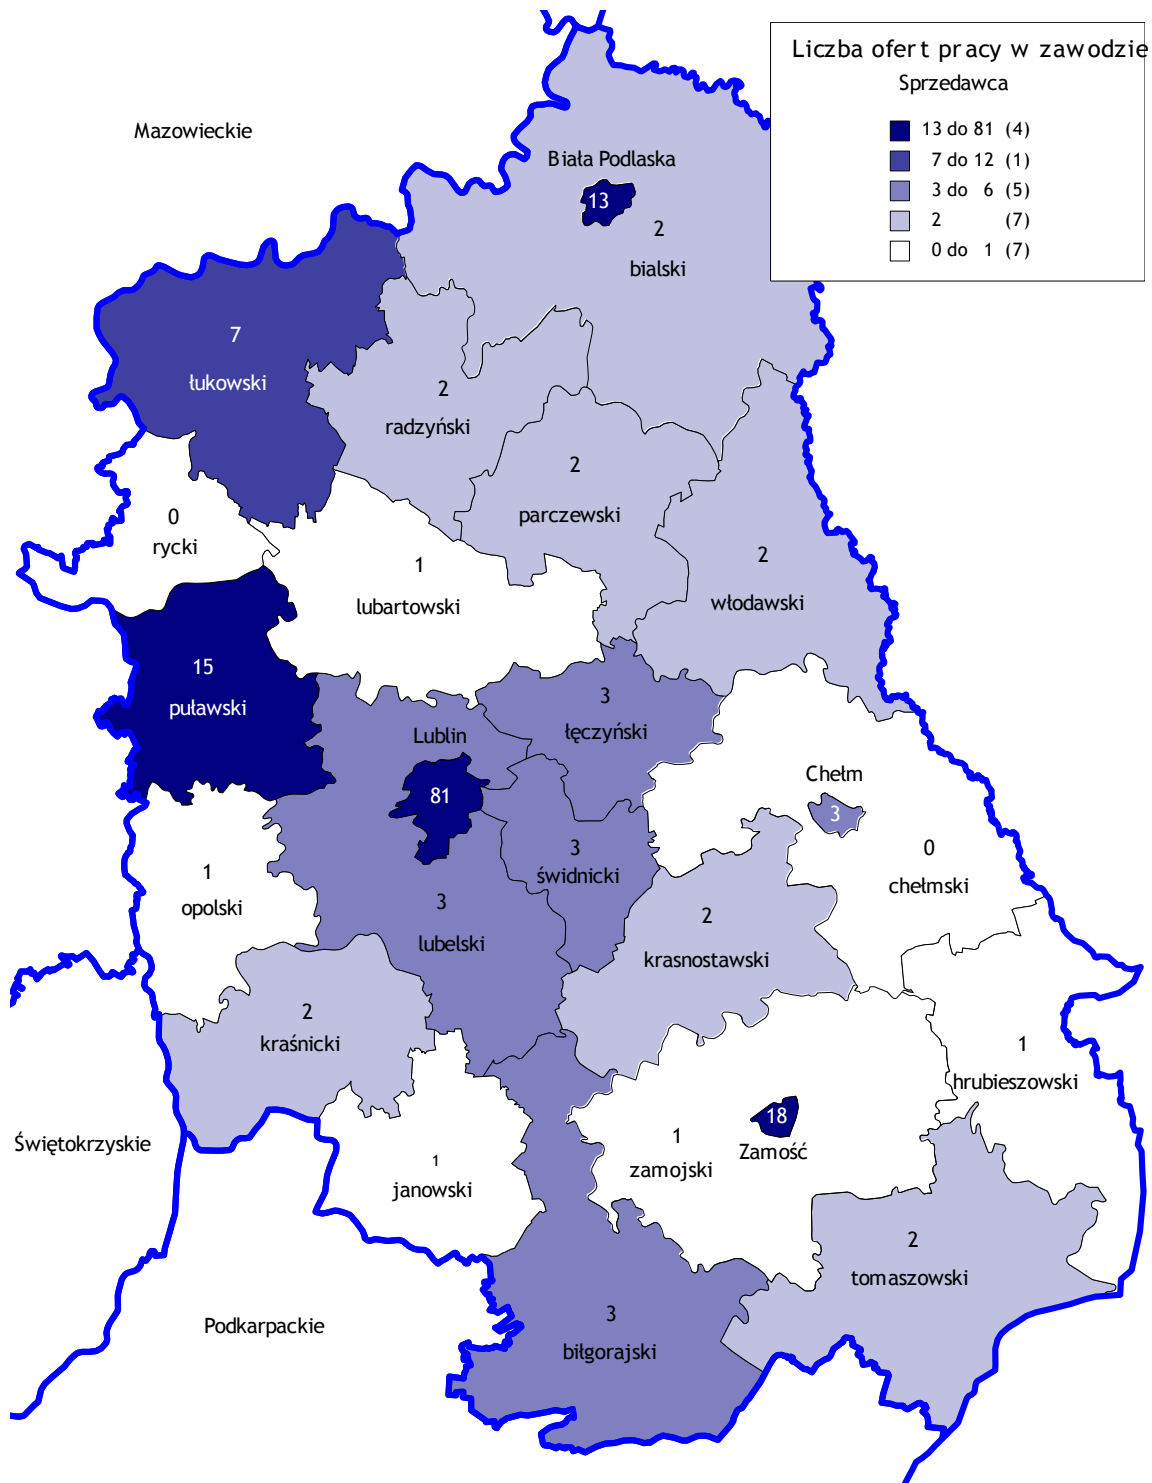 Liczba ofert pracy w zawodzie
Sprzedawca
13 do 81 (4)
7 do 12 (1)
3 do 6 (5)
2 (7)
0 do 1 (7)
Mazowieckie
Biała Podlaska
13
2
bialski
7
łukowski
2
radzyński
2
parczewski
0
rycki
1
lubartowski
2
włodawski
15
puławski
3
łęczyński
Lublin
81
Chełm
3
3
świdnicki
0
chełmski
1
opolski
3
lubelski
2
krasnostawski
2
kraśnicki
1
hrubieszowski
18
Zamość
1
zamojski
Świętokrzyskie
1
janowski
2
tomaszowski
Podkarpackie
3
biłgorajski